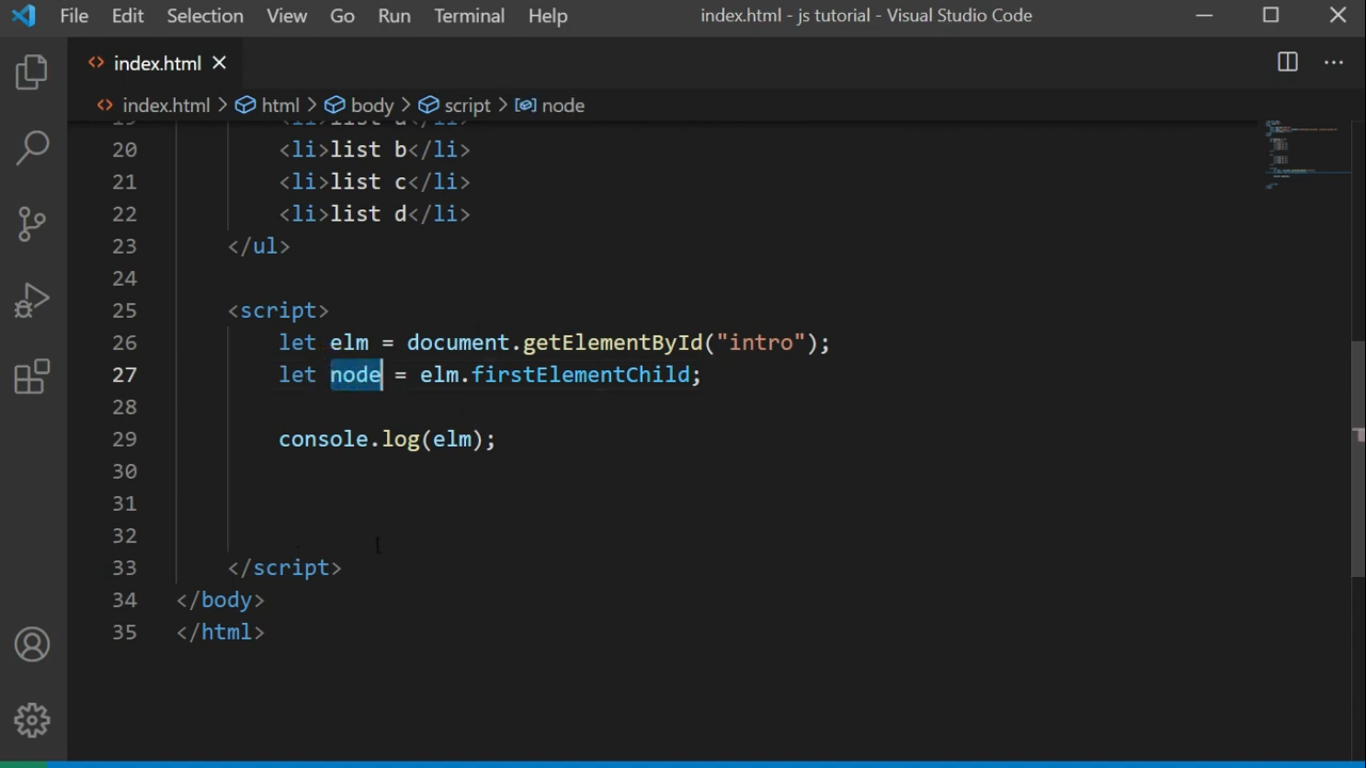 File Edit Selection View Go Run Terminal Help index.html - js tutorial - Visual Studio Code
index.html
index.html > html > body > script > node
20 <li>list b</li>
21 <li>list c</li>
22 <li>list d</li>
23 </ul>
24
25 <script>
26 let elm = document.getElementById("intro");
27 let node = elm.firstElementChild;
28
29 console.log(elm);
30
31
32
33 </script>
34 </body>
35 </html>